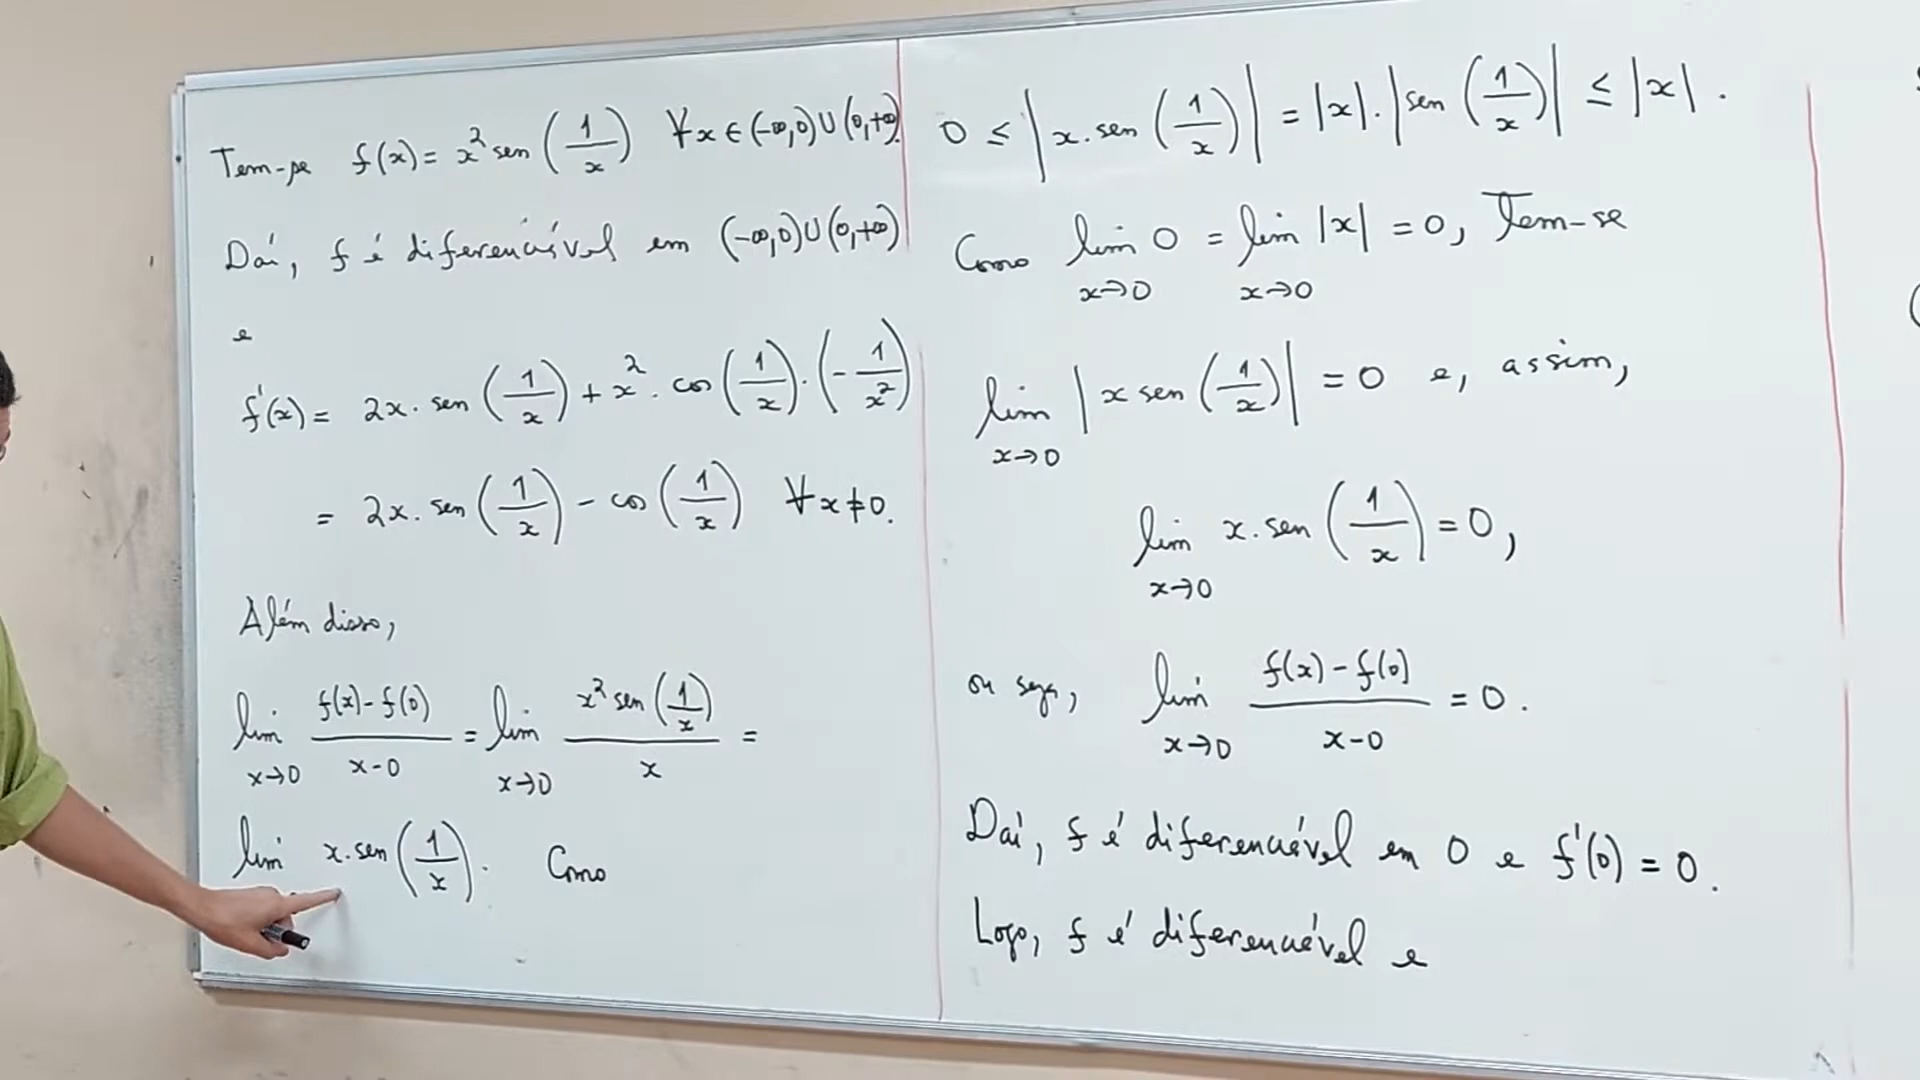 Tem-se f(x) = x² sen (1/x) ∀x ∈ (-∞,0) ∪ (0,+∞).
Daí, f é diferenciável em (-∞,0) ∪ (0,+∞)
e
f'(x) = 2x. sen (1/x) + x². cos (1/x) . (-1/x²)
= 2x. sen (1/x) - cos (1/x) ∀x≠0.
Além disso,
lim x→0 (f(x) - f(0))/(x-0) = lim x→0 (x² sen (1/x))/x =
lim x. sen (1/x). Como
0 ≤ |x. sen (1/x)| = |x| . |sen (1/x)| ≤ |x| .
Como lim x→0 0 = lim x→0 |x| = 0, Tem-se
lim x→0 |x sen (1/x)| = 0 e, assim,
lim x→0 x. sen (1/x) = 0,
ou seja, lim x→0 (f(x) - f(0))/(x-0) = 0.
Daí, f é diferenciável em 0 e f'(0) = 0.
Logo, f é diferenciável e